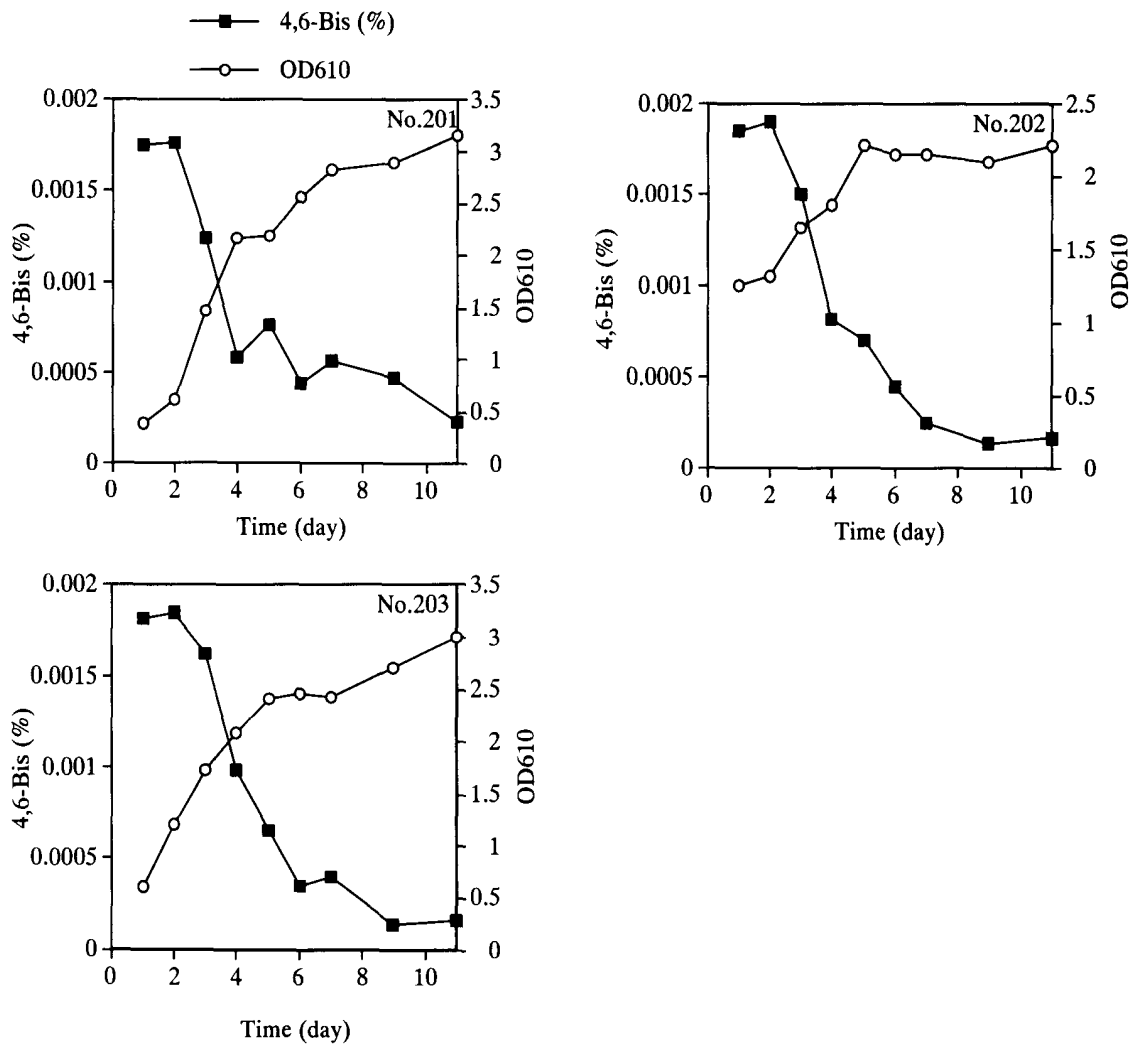 4,6-Bis (%)
OD610
No.201
0.002
0.0015
0.001
0.0005
0
3.5
3
2.5
2
1.5
1
0.5
0
4,6-Bis (%)
OD610
0 2 4 6 8 10
Time (day)
No.202
0.002
0.0015
0.001
0.0005
0
2.5
2
1.5
1
0.5
0
4,6-Bis (%)
OD610
0 2 4 6 8 10
Time (day)
No.203
0.002
0.0015
0.001
0.0005
0
3.5
3
2.5
2
1.5
1
0.5
0
4,6-Bis (%)
OD610
0 2 4 6 8 10
Time (day)